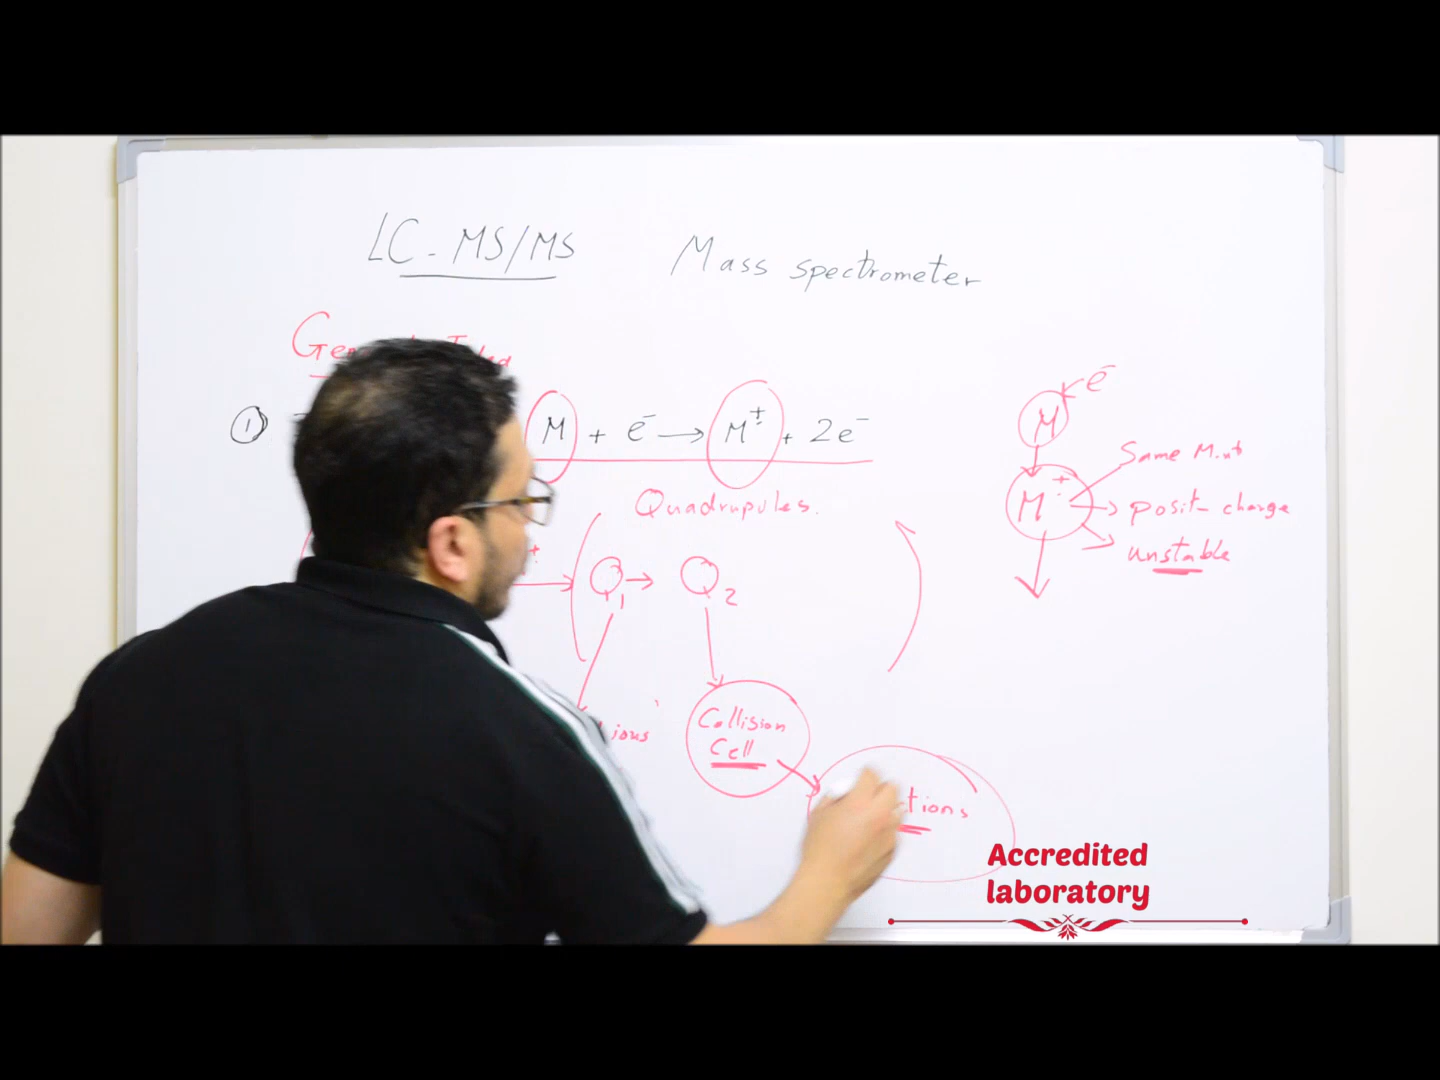 LC-MS/MS Mass spectrometer
①
M + e⁻ → M⁺· + 2e⁻
Quadrupules.
Q1 → Q2
ions
Collision
Cell
M e⁻
M⁺·
Same M.wt
posit- charge
unstable
Accredited
laboratory